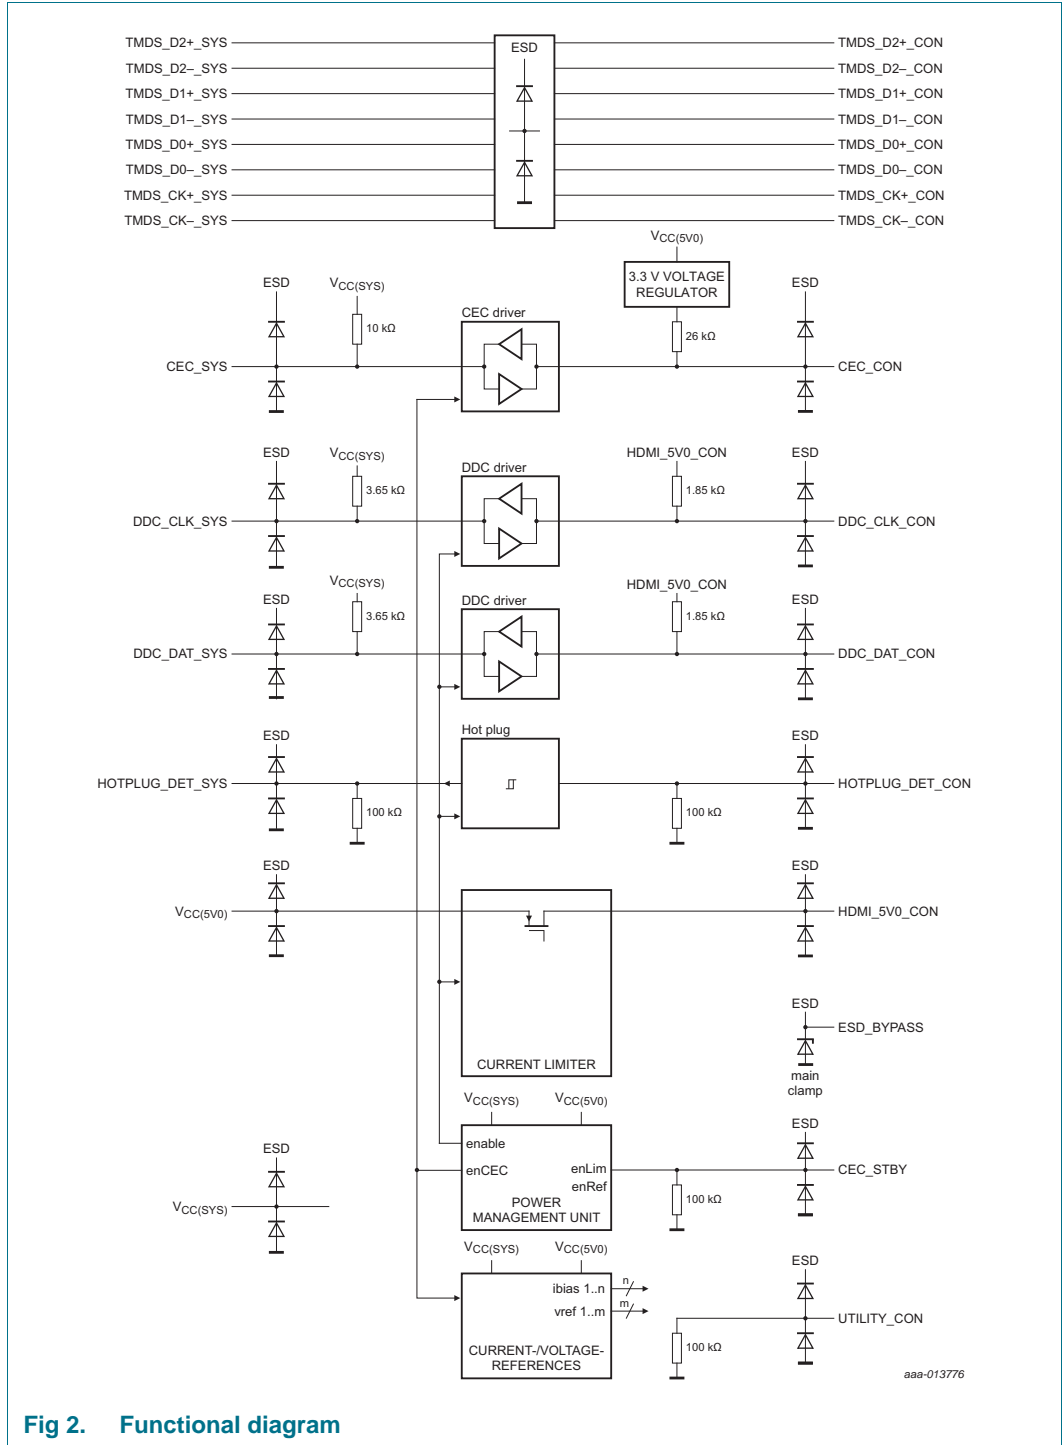 TMDS_D2+_SYS ESD TMDS_D2+_CON
TMDS_D2–_SYS TMDS_D2–_CON
TMDS_D1+_SYS TMDS_D1+_CON
TMDS_D1–_SYS TMDS_D1–_CON
TMDS_D0+_SYS TMDS_D0+_CON
TMDS_D0–_SYS TMDS_D0–_CON
TMDS_CK+_SYS TMDS_CK+_CON
TMDS_CK–_SYS TMDS_CK–_CON
VCC(5V0)
3.3 V VOLTAGE
REGULATOR
ESD VCC(SYS) ESD
CEC driver
10 kΩ 26 kΩ
CEC_SYS CEC_CON
ESD VCC(SYS) HDMI_5V0_CON ESD
DDC driver
3.65 kΩ 1.85 kΩ
DDC_CLK_SYS DDC_CLK_CON
VCC(SYS) HDMI_5V0_CON
ESD DDC driver ESD
3.65 kΩ 1.85 kΩ
DDC_DAT_SYS DDC_DAT_CON
ESD Hot plug ESD
HOTPLUG_DET_SYS HOTPLUG_DET_CON
100 kΩ 100 kΩ
ESD ESD
VCC(5V0) HDMI_5V0_CON
ESD
ESD_BYPASS
CURRENT LIMITER
main
clamp
VCC(SYS) VCC(5V0)
ESD
enable
ESD
enCEC enLim CEC_STBY
enRef
100 kΩ
VCC(SYS)
POWER
MANAGEMENT UNIT
VCC(SYS) VCC(5V0)
ESD
ibias 1..n n
vref 1..m m
UTILITY_CON
100 kΩ
CURRENT-/VOLTAGE-
REFERENCES
aaa-013776
Fig 2. Functional diagram